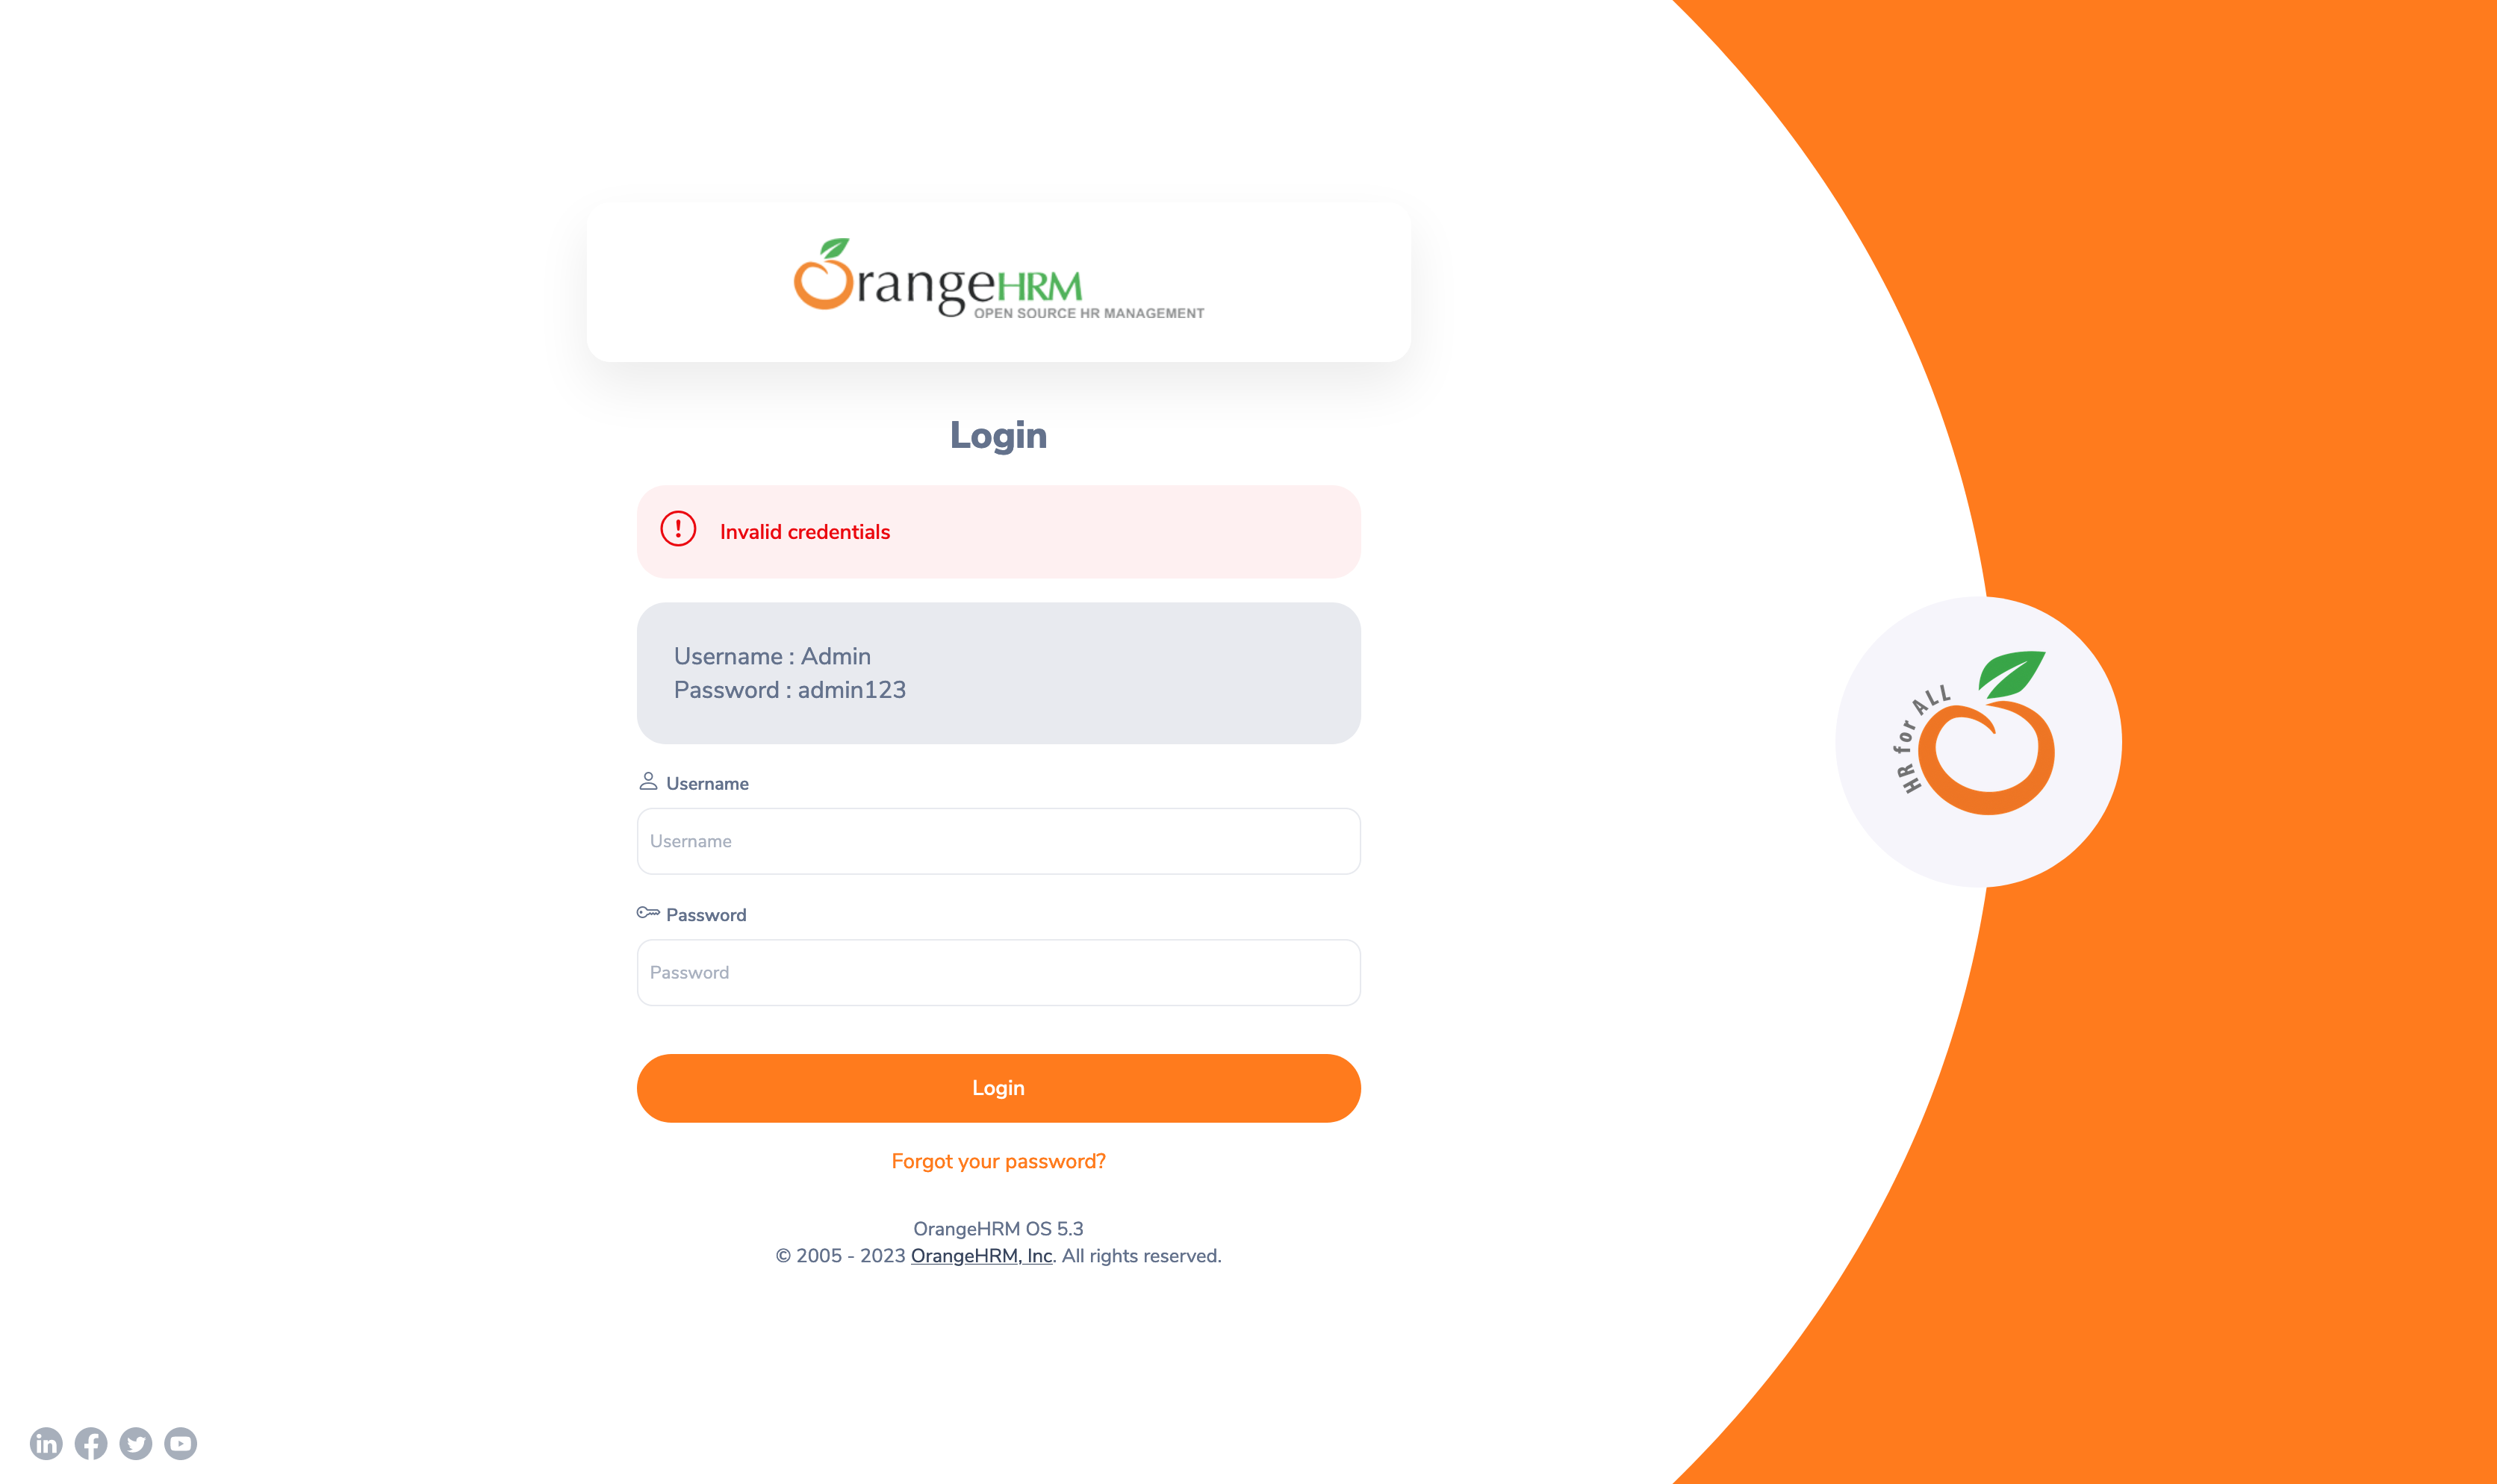 OrangeHRM
OPEN SOURCE HR MANAGEMENT
Login
Invalid credentials
Username : Admin
Password : admin123
Username
Username
Password
Password
Login
Forgot your password?
OrangeHRM OS 5.3
© 2005 - 2023 OrangeHRM, Inc. All rights reserved.
HR for ALL
in